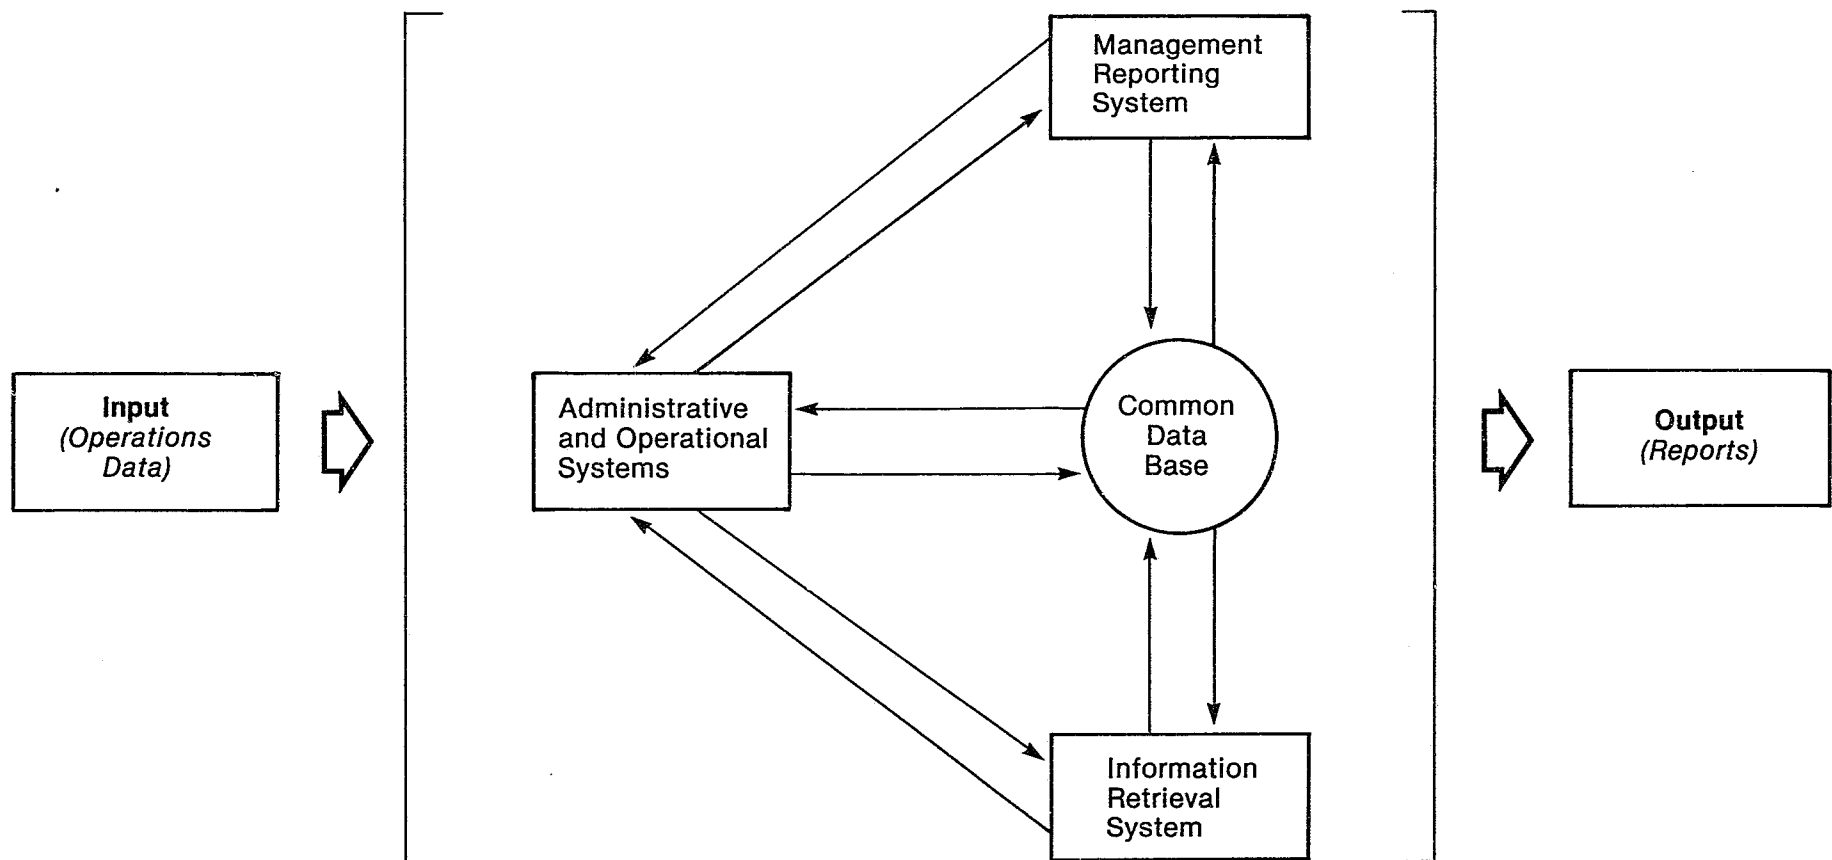 Management
Reporting
System
Input
(Operations
Data)
Administrative
and Operational
Systems
Common
Data
Base
Output
(Reports)
Information
Retrieval
System